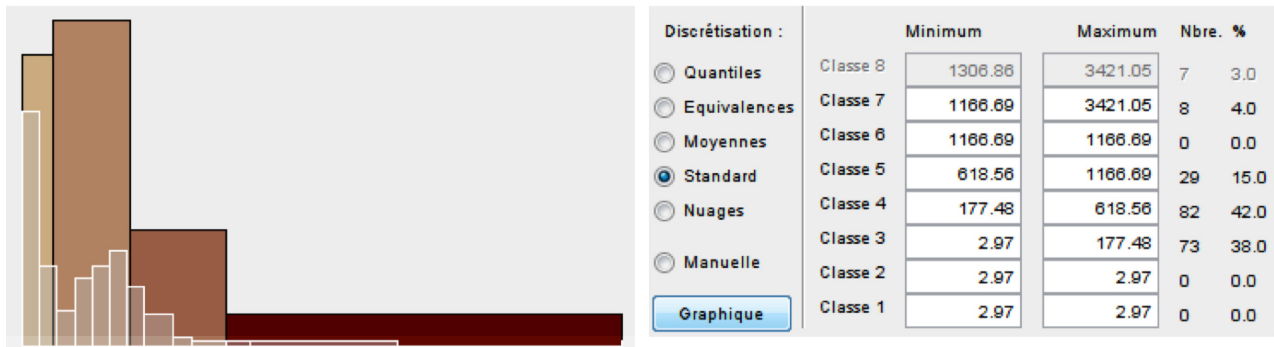 Discrétisation : Minimum Maximum Nbre. %
Quantiles Classe 8 1306.86 3421.05 7 3.0
Equivalences Classe 7 1166.69 3421.05 8 4.0
Moyennes Classe 6 1166.69 1166.69 0 0.0
Standard Classe 5 618.56 1166.69 29 15.0
Nuages Classe 4 177.48 618.56 82 42.0
Classe 3 2.97 177.48 73 38.0
Manuelle
Classe 2 2.97 2.97 0 0.0
Graphique Classe 1 2.97 2.97 0 0.0